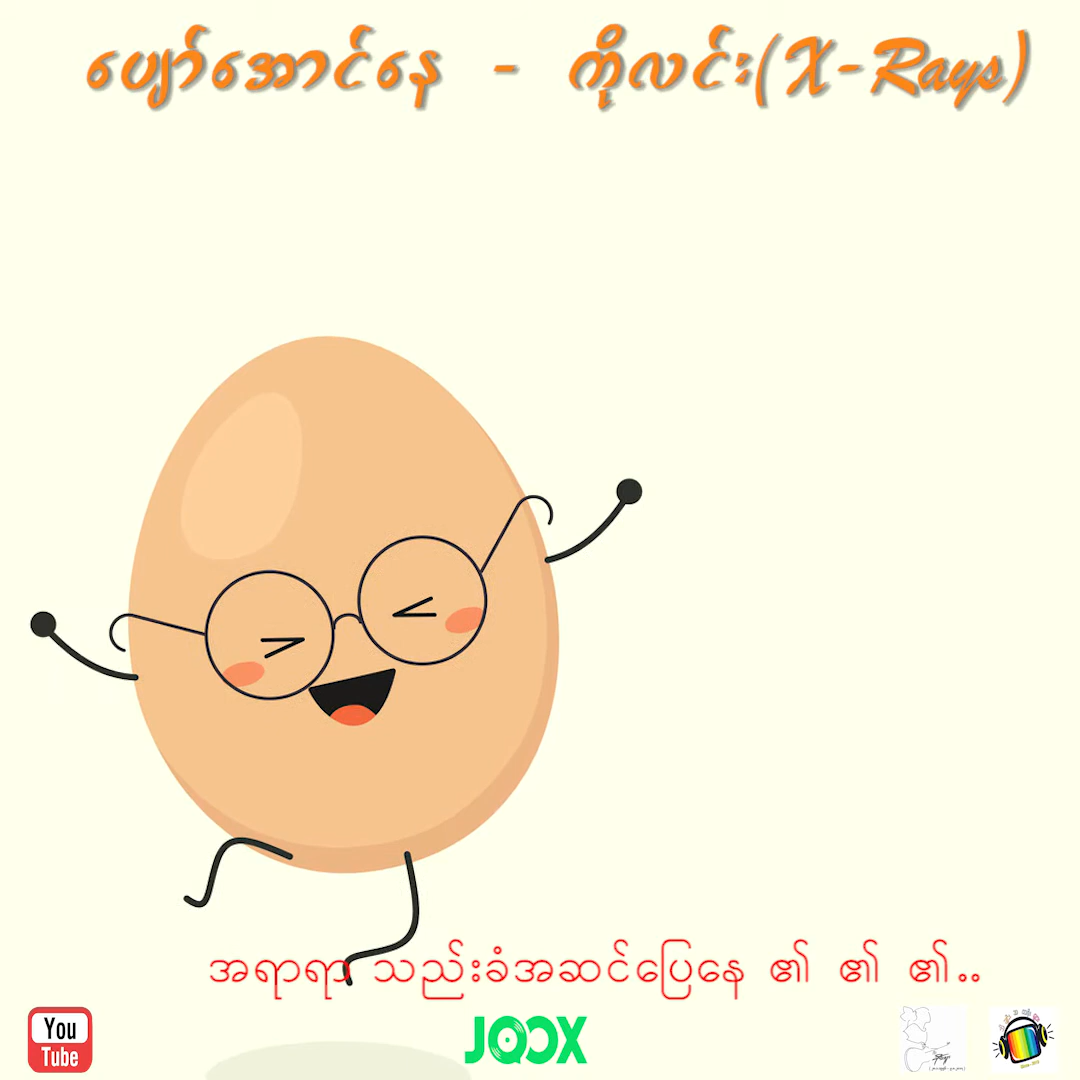 ပျော်အောင်နေ - ကိုလင်း(X-Rays)
အရာရာ သည်းခံအဆင်ပြေနေ ၏ ၏ ၏..
You
Tube
JOOX